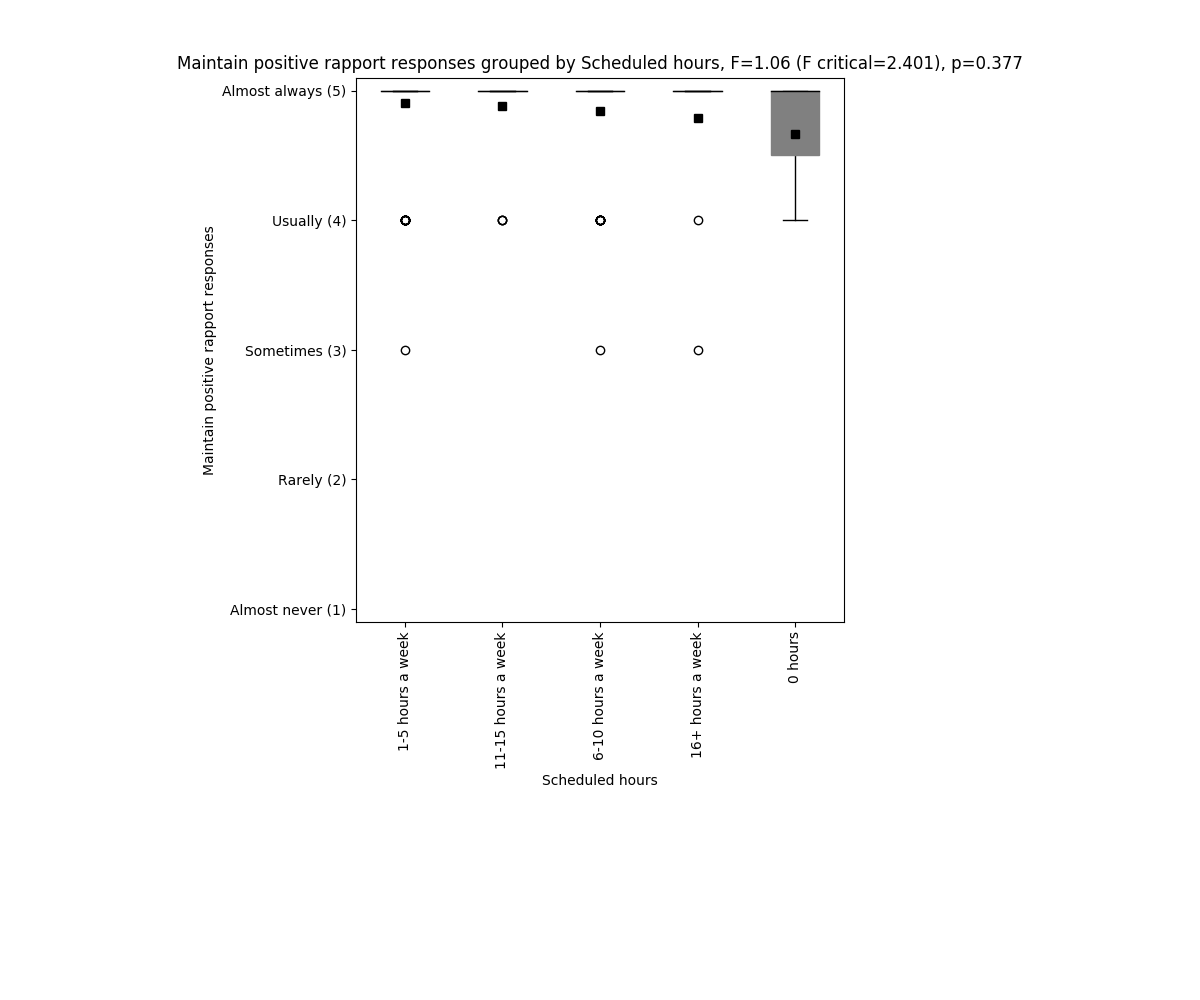 Maintain positive rapport responses grouped by Scheduled hours, F=1.06 (F critical=2.401), p=0.377
Almost always (5)
Usually (4)
Sometimes (3)
Rarely (2)
Almost never (1)
Maintain positive rapport responses
1-5 hours a week
11-15 hours a week
6-10 hours a week
16+ hours a week
0 hours
Scheduled hours